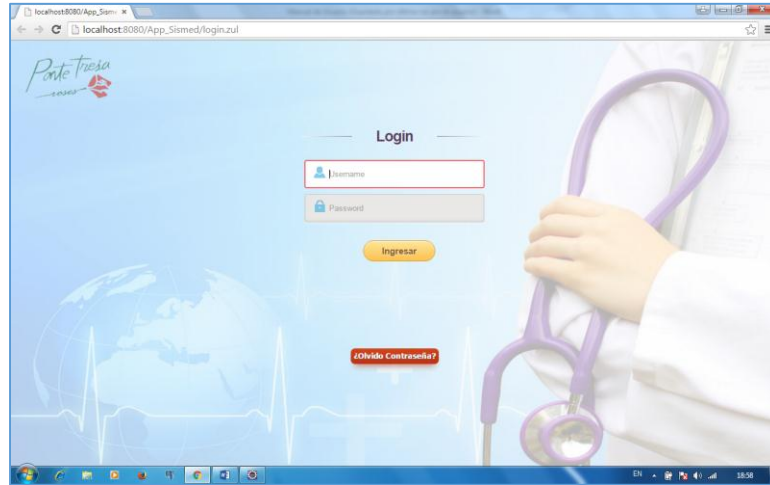 localhost:8080/App_Sism
localhost:8080/App_Sismed/login.zul
Ponte Tresa
roses
Login
Username
Password
Ingresar
¿Olvido Contraseña?
EN
18:58